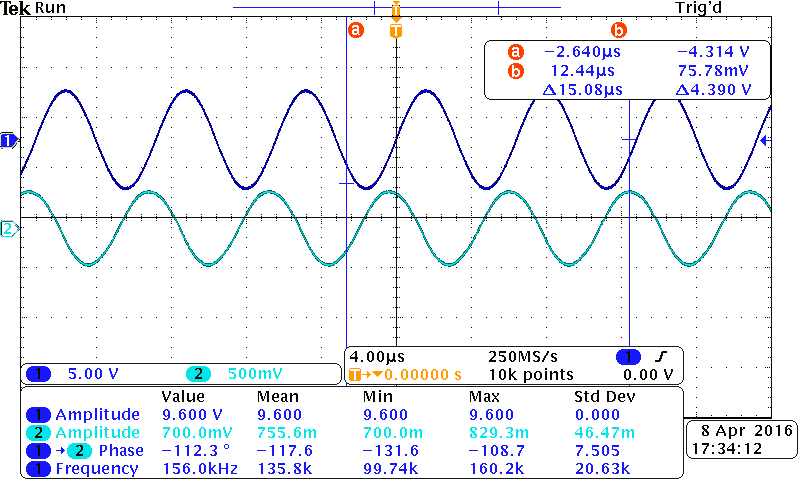 Tek Run Trig'd
T
a T b
a −2.640µs −4.314 V
b 12.44µs 75.78mV
Δ15.08µs Δ4.390 V
1
2
4.00µs 250MS/s 1 ʃ
1 5.00 V 2 500mV
T→▼0.00000 s 10k points 0.00 V
Value Mean Min Max Std Dev
1 Amplitude 9.600 V 9.600 9.600 9.600 0.000
2 Amplitude 700.0mV 755.6m 700.0m 829.3m 46.47m
1 → 2 Phase −112.3 ° −117.6 −131.6 −108.7 7.505
1 Frequency 156.0kHz 135.8k 99.74k 160.2k 20.63k
8 Apr 2016
17:34:12